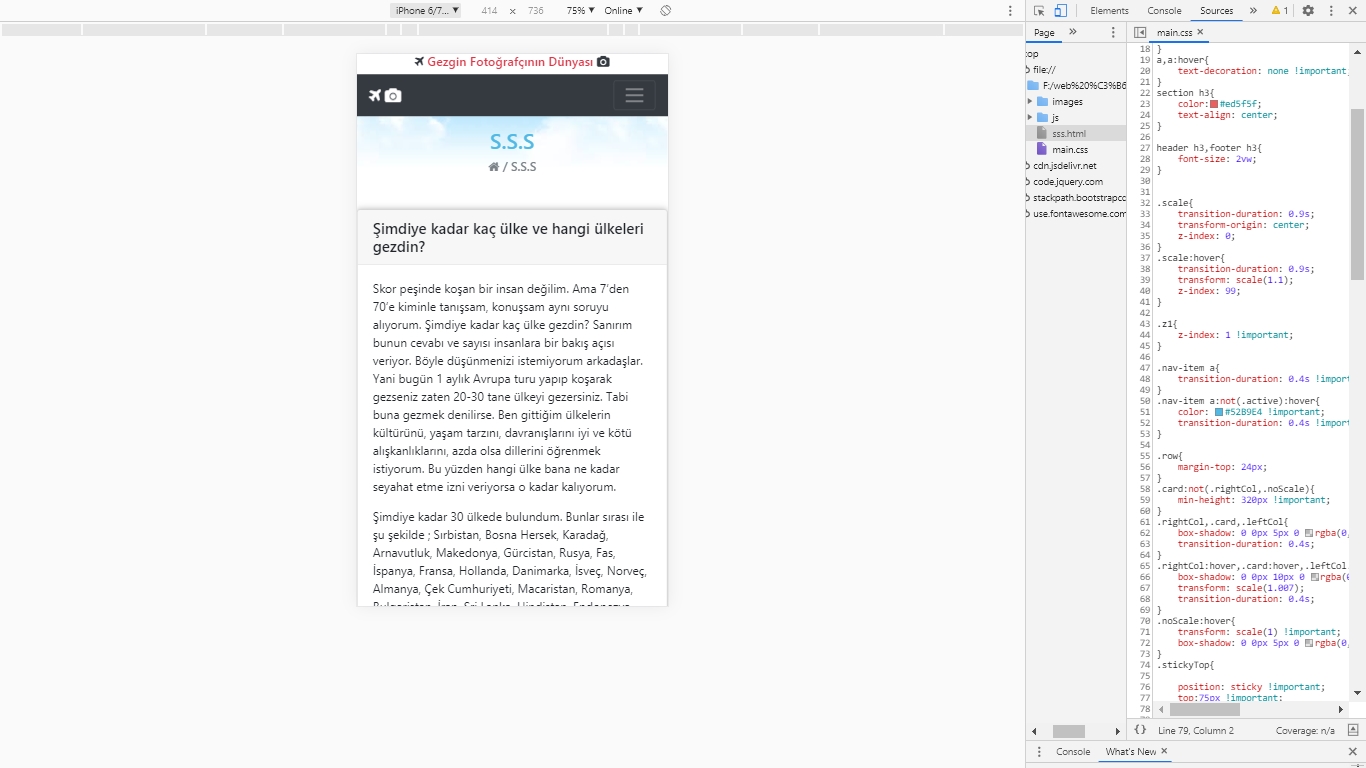 iPhone 6/7... ▼ 414 × 736 75% ▼ Online ▼
Gezgin Fotoğrafçının Dünyası
S.S.S
/ S.S.S
Şimdiye kadar kaç ülke ve hangi ülkeleri
gezdin?
Skor peşinde koşan bir insan değilim. Ama 7’den
70’e kiminle tanışsam, konuşsam aynı soruyu
alıyorum. Şimdiye kadar kaç ülke gezdin? Sanırım
bunun cevabı ve sayısı insanlara bir bakış açısı
veriyor. Böyle düşünmenizi istemiyorum arkadaşlar.
Yani bugün 1 aylık Avrupa turu yapıp koşarak
gezseniz zaten 20-30 tane ülkeyi gezersiniz. Tabi
buna gezmek denilirse. Ben gittiğim ülkelerin
kültürünü, yaşam tarzını, davranışlarını iyi ve kötü
alışkanlıklarını, azda olsa dillerini öğrenmek
istiyorum. Bu yüzden hangi ülke bana ne kadar
seyahat etme izni veriyorsa o kadar kalıyorum.
Şimdiye kadar 30 ülkede bulundum. Bunlar sırası ile
şu şekilde ; Sırbistan, Bosna Hersek, Karadağ,
Arnavutluk, Makedonya, Gürcistan, Rusya, Fas,
İspanya, Fransa, Hollanda, Danimarka, İsveç, Norveç,
Almanya, Çek Cumhuriyeti, Macaristan, Romanya,
Bulgaristan, İran, Sri Lanka, Hindistan, Endonezya,
Elements Console Sources » 1
Page »
top
file://
F:/web%20%C3%B6
images
js
sss.html
main.css
cdn.jsdelivr.net
code.jquery.com
stackpath.bootstrapcc
use.fontawesome.com
main.css ×
18 }
19 a,a:hover{
20 text-decoration: none !important
21 }
22 section h3{
23 color: #ed5f5f;
24 text-align: center;
25 }
26
27 header h3,footer h3{
28 font-size: 2vw;
29 }
30
31
32 .scale{
33 transition-duration: 0.9s;
34 transform-origin: center;
35 z-index: 0;
36 }
37 .scale:hover{
38 transition-duration: 0.9s;
39 transform: scale(1.1);
40 z-index: 99;
41 }
42
43 .z1{
44 z-index: 1 !important;
45 }
46
47 .nav-item a{
48 transition-duration: 0.4s !impor
49 }
50 .nav-item a:not(.active):hover{
51 color: #52B9E4 !important;
52 transition-duration: 0.4s !impor
53 }
54
55 .row{
56 margin-top: 24px;
57 }
58 .card:not(.rightCol,.noScale){
59 min-height: 320px !important;
60 }
61 .rightCol,.card,.leftCol{
62 box-shadow: 0 0px 5px 0 rgba(0,
63 transition-duration: 0.4s;
64 }
65 .rightCol:hover,.card:hover,.leftCol
66 box-shadow: 0 0px 10px 0 rgba(0
67 transform: scale(1.007);
68 transition-duration: 0.4s;
69 }
70 .noScale:hover{
71 transform: scale(1) !important;
72 box-shadow: 0 0px 5px 0 rgba(0,
73 }
74 .stickyTop{
75
76 position: sticky !important;
77 top:75px !important;
78
{} Line 79, Column 2 Coverage: n/a
Console What's New ×